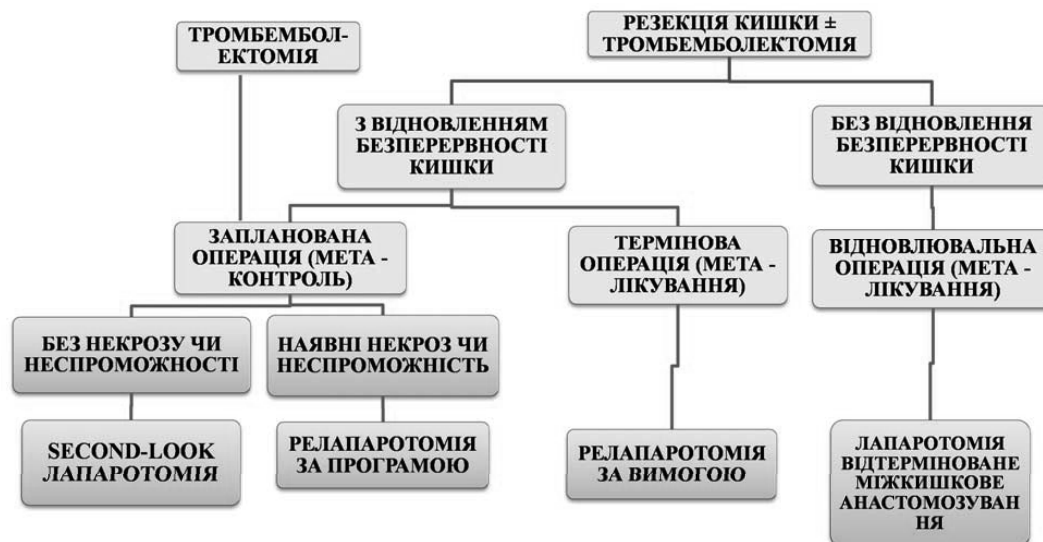 ТРОМБЕМБОЛ-
ЕКТОМІЯ
РЕЗЕКЦІЯ КИШКИ ±
ТРОМБЕМБОЛЕКТОМІЯ
З ВІДНОВЛЕННЯМ
БЕЗПЕРЕРВНОСТІ
КИШКИ
БЕЗ ВІДНОВЛЕННЯ
БЕЗПЕРЕРВНОСТІ
КИШКИ
ЗАПЛАНОВАНА
ОПЕРАЦІЯ (МЕТА -
КОНТРОЛЬ)
ТЕРМІНОВА
ОПЕРАЦІЯ (МЕТА -
ЛІКУВАННЯ)
ВІДНОВЛЮВАЛЬНА
ОПЕРАЦІЯ (МЕТА -
ЛІКУВАННЯ)
БЕЗ НЕКРОЗУ ЧИ
НЕСПРОМОЖНОСТІ
НАЯВНІ НЕКРОЗ ЧИ
НЕСПРОМОЖНІСТЬ
SECOND-LOOK
ЛАПАРОТОМІЯ
РЕЛАПАРОТОМІЯ
ЗА ПРОГРАМОЮ
РЕЛАПАРОТОМІЯ
ЗА ВИМОГОЮ
ЛАПАРОТОМІЯ
ВІДТЕРМІНОВАНЕ
МІЖКИШКОВЕ
АНАСТОМОЗУВАН
НЯ